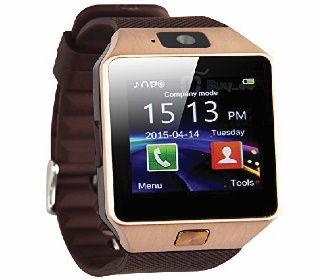 Company mode
15 13 PM
2015-04-14 Tuesday
Menu Tools